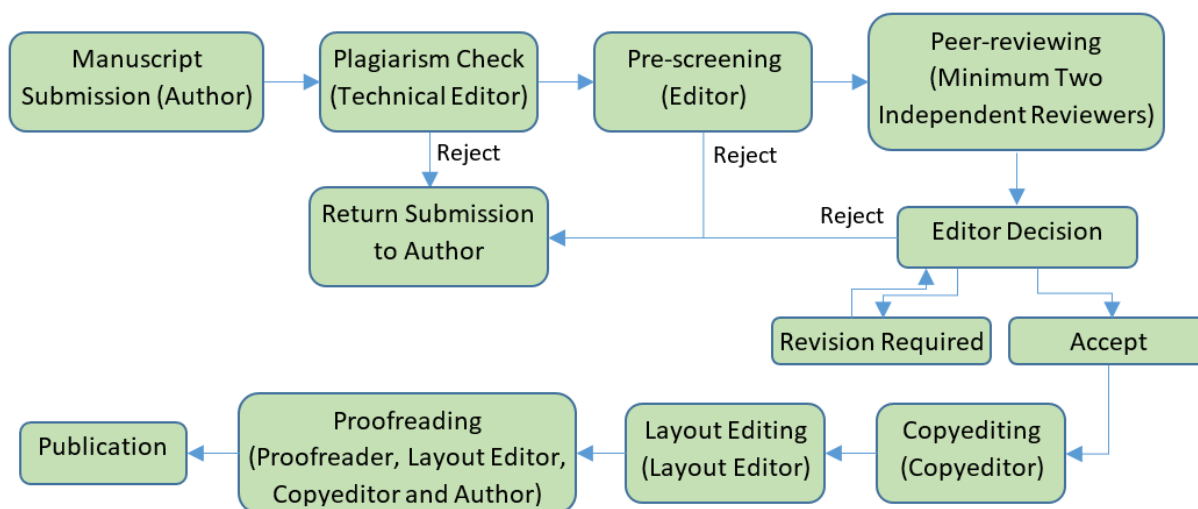 Manuscript
Submission (Author)
Plagiarism Check
(Technical Editor)
Pre-screening
(Editor)
Peer-reviewing
(Minimum Two
Independent Reviewers)
Reject
Reject
Return Submission
to Author
Reject
Editor Decision
Revision Required
Accept
Publication
Proofreading
(Proofreader, Layout Editor,
Copyeditor and Author)
Layout Editing
(Layout Editor)
Copyediting
(Copyeditor)